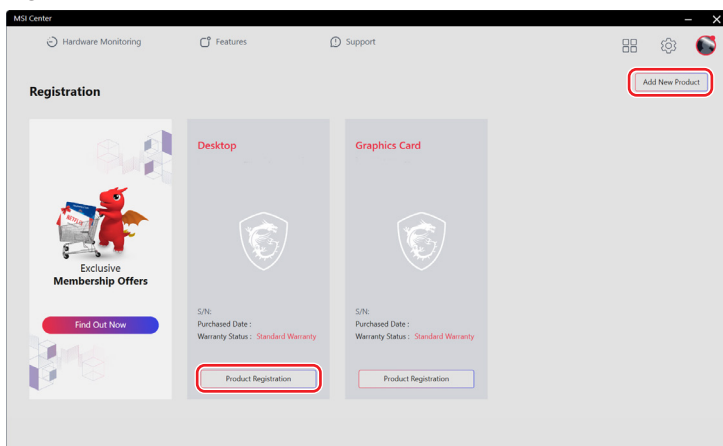 MSI Center
Hardware Monitoring
Features
Support
Registration
Add New Product
NETFLIX
Exclusive
Membership Offers
Find Out Now
Desktop
S/N:
Purchased Date :
Warranty Status : Standard Warranty
Product Registration
Graphics Card
S/N:
Purchased Date :
Warranty Status : Standard Warranty
Product Registration